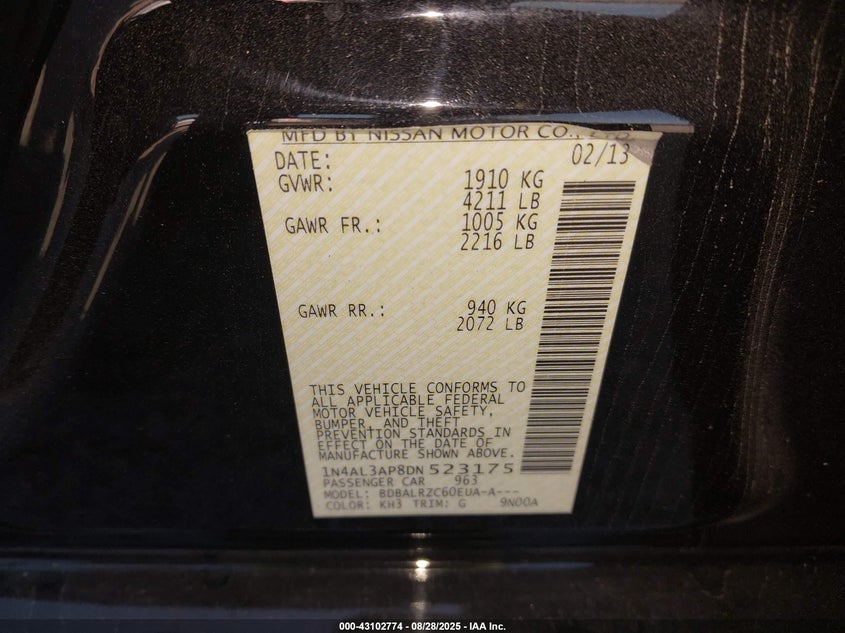 MFD BY NISSAN MOTOR CO., LTD
DATE: 02/13
GVWR: 1910 KG
4211 LB
GAWR FR.: 1005 KG
2216 LB
GAWR RR.: 940 KG
2072 LB
THIS VEHICLE CONFORMS TO
ALL APPLICABLE FEDERAL
MOTOR VEHICLE SAFETY,
BUMPER, AND THEFT
PREVENTION STANDARDS IN
EFFECT ON THE DATE OF
MANUFACTURE SHOWN ABOVE.
1N4AL3AP8DN 523175
PASSENGER CAR 963
MODEL: BDBALRZC60EUA-A---
COLOR: KH3 TRIM: G 9N00A
000-43102774 - 08/28/2025 - IAA Inc.